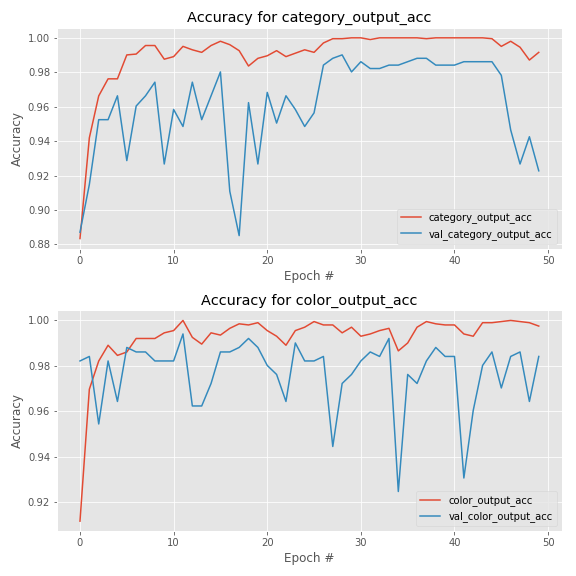 Accuracy for category_output_acc
1.00
0.98
0.96
0.94
0.92
0.90
0.88
Accuracy
0
10
20
30
40
50
Epoch #
category_output_acc
val_category_output_acc
Accuracy for color_output_acc
1.00
0.98
0.96
0.94
0.92
Accuracy
0
10
20
30
40
50
Epoch #
color_output_acc
val_color_output_acc